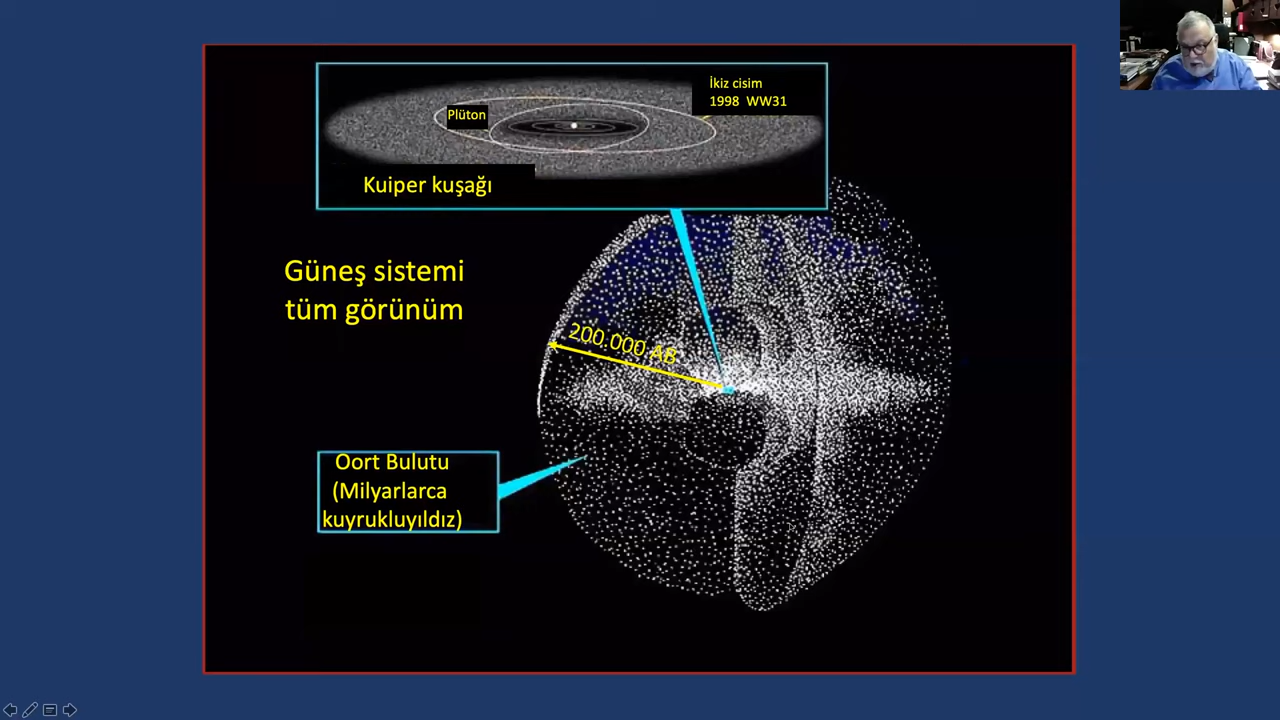 İkiz cisim
1998 WW31
Plüton
Kuiper kuşağı
Güneş sistemi
tüm görünüm
200.000 AB
Oort Bulutu
(Milyarlarca
kuyrukluyıldız)